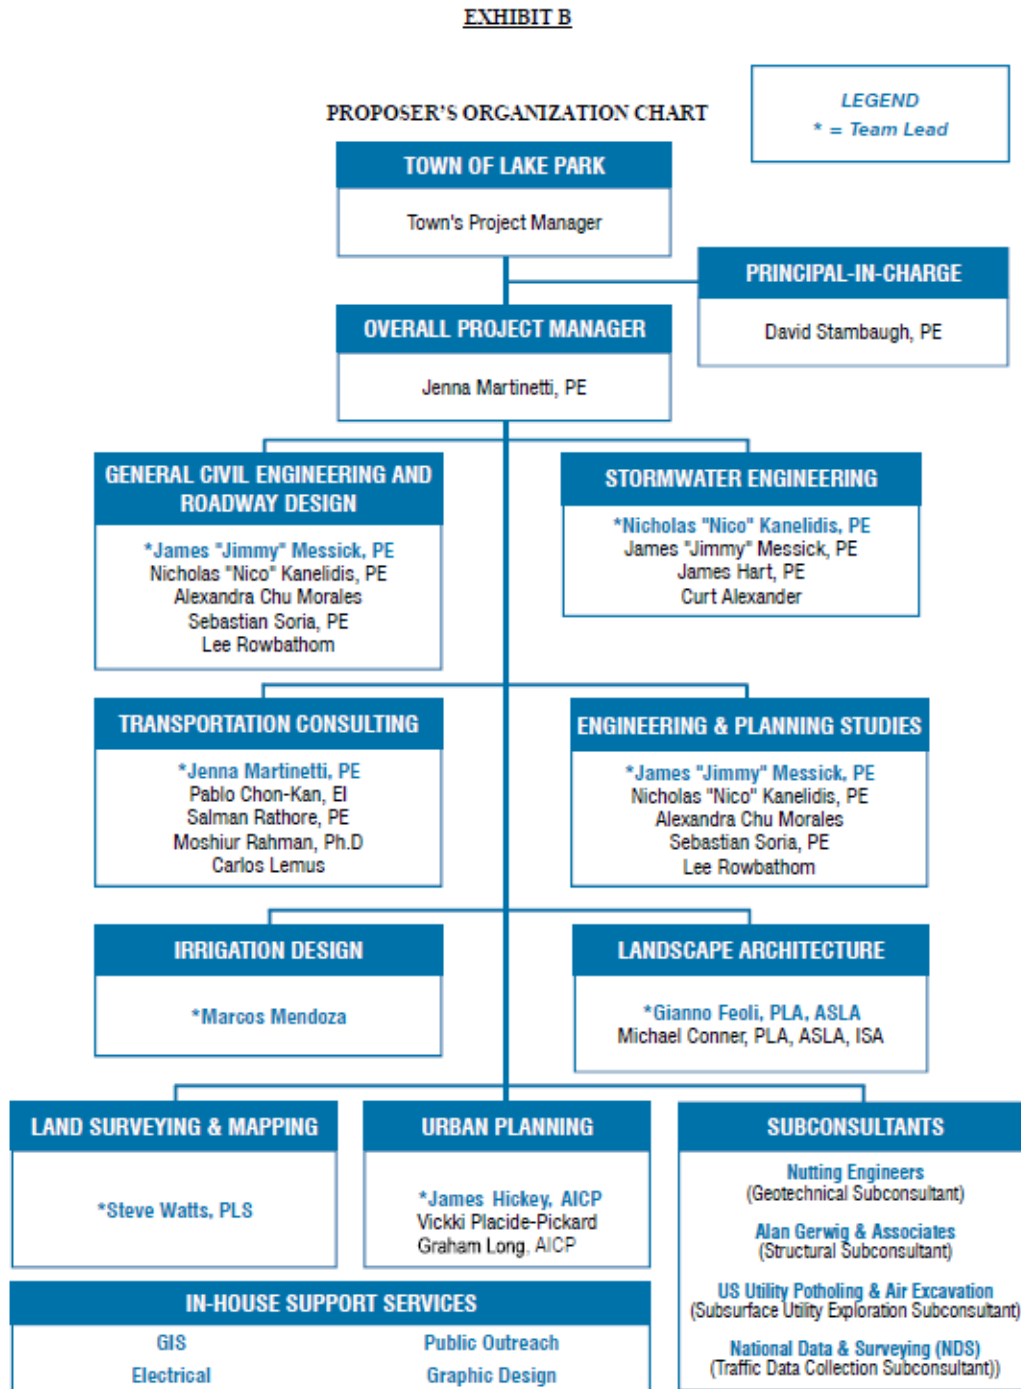 EXHIBIT B
PROPOSER'S ORGANIZATION CHART
LEGEND
* = Team Lead
TOWN OF LAKE PARK
Town's Project Manager
PRINCIPAL-IN-CHARGE
David Stambaugh, PE
OVERALL PROJECT MANAGER
Jenna Martinetti, PE
GENERAL CIVIL ENGINEERING AND
ROADWAY DESIGN
*James "Jimmy" Messick, PE
Nicholas "Nico" Kanelidis, PE
Alexandra Chu Morales
Sebastian Soria, PE
Lee Rowbathom
STORMWATER ENGINEERING
*Nicholas "Nico" Kanelidis, PE
James "Jimmy" Messick, PE
James Hart, PE
Curt Alexander
TRANSPORTATION CONSULTING
*Jenna Martinetti, PE
Pablo Chon-Kan, EI
Salman Rathore, PE
Moshiur Rahman, Ph.D
Carlos Lemus
ENGINEERING & PLANNING STUDIES
*James "Jimmy" Messick, PE
Nicholas "Nico" Kanelidis, PE
Alexandra Chu Morales
Sebastian Soria, PE
Lee Rowbathom
IRRIGATION DESIGN
*Marcos Mendoza
LANDSCAPE ARCHITECTURE
*Gianno Feoli, PLA, ASLA
Michael Conner, PLA, ASLA, ISA
LAND SURVEYING & MAPPING
*Steve Watts, PLS
URBAN PLANNING
*James Hickey, AICP
Vickki Placide-Pickard
Graham Long, AICP
SUBCONSULTANTS
Nutting Engineers
(Geotechnical Subconsultant)
Alan Gerwig & Associates
(Structural Subconsultant)
US Utility Potholing & Air Excavation
(Subsurface Utility Exploration Subconsultant)
National Data & Surveying (NDS)
(Traffic Data Collection Subconsultant))
IN-HOUSE SUPPORT SERVICES
GIS
Public Outreach
Electrical
Graphic Design